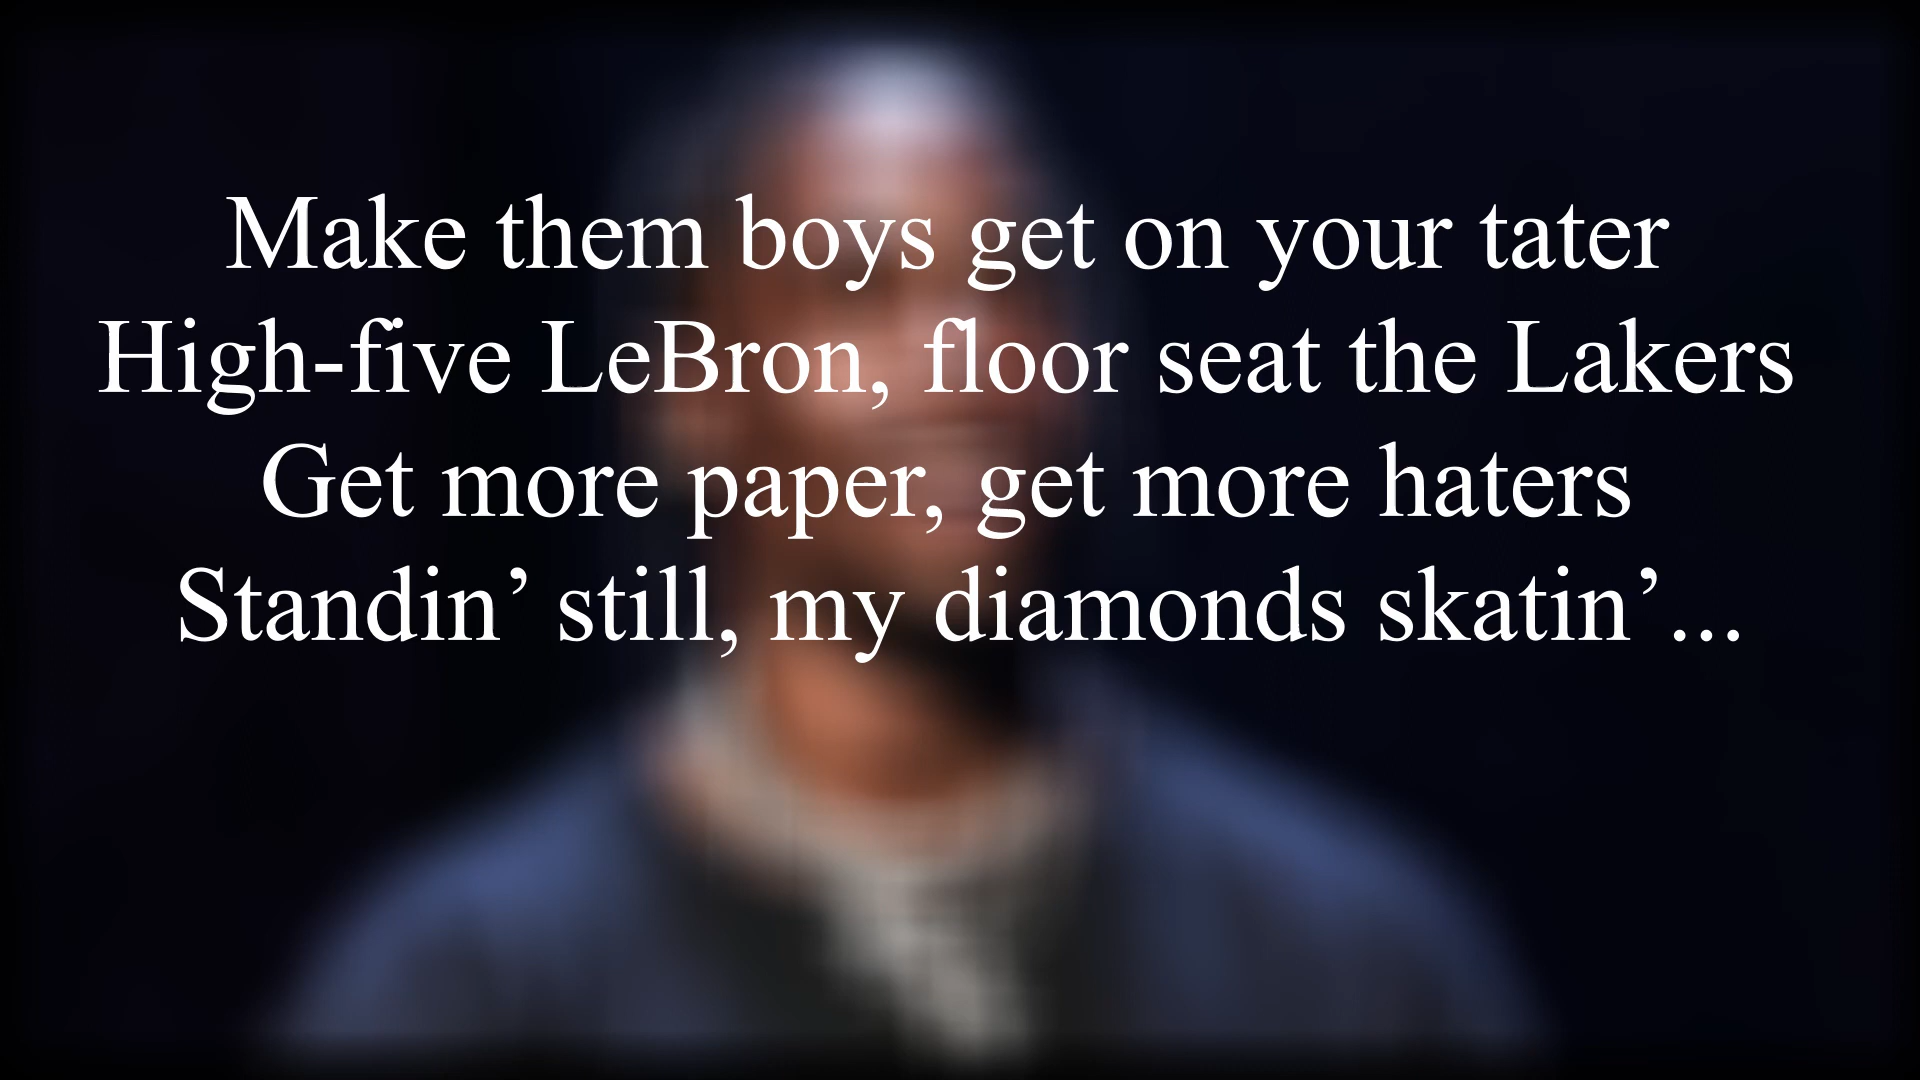 Make them boys get on your tater
High-five LeBron, floor seat the Lakers
Get more paper, get more haters
Standin’ still, my diamonds skatin’...